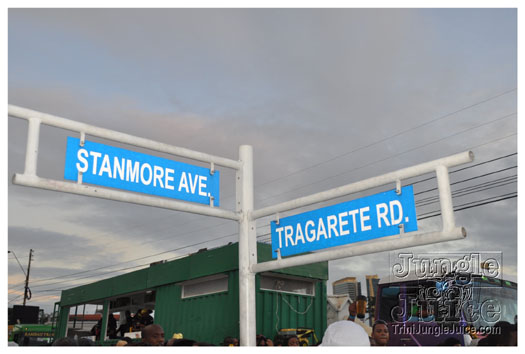 STANMORE AVE.
TRAGARETE RD.
Jungle
Juice
TriniJungleJuice.com